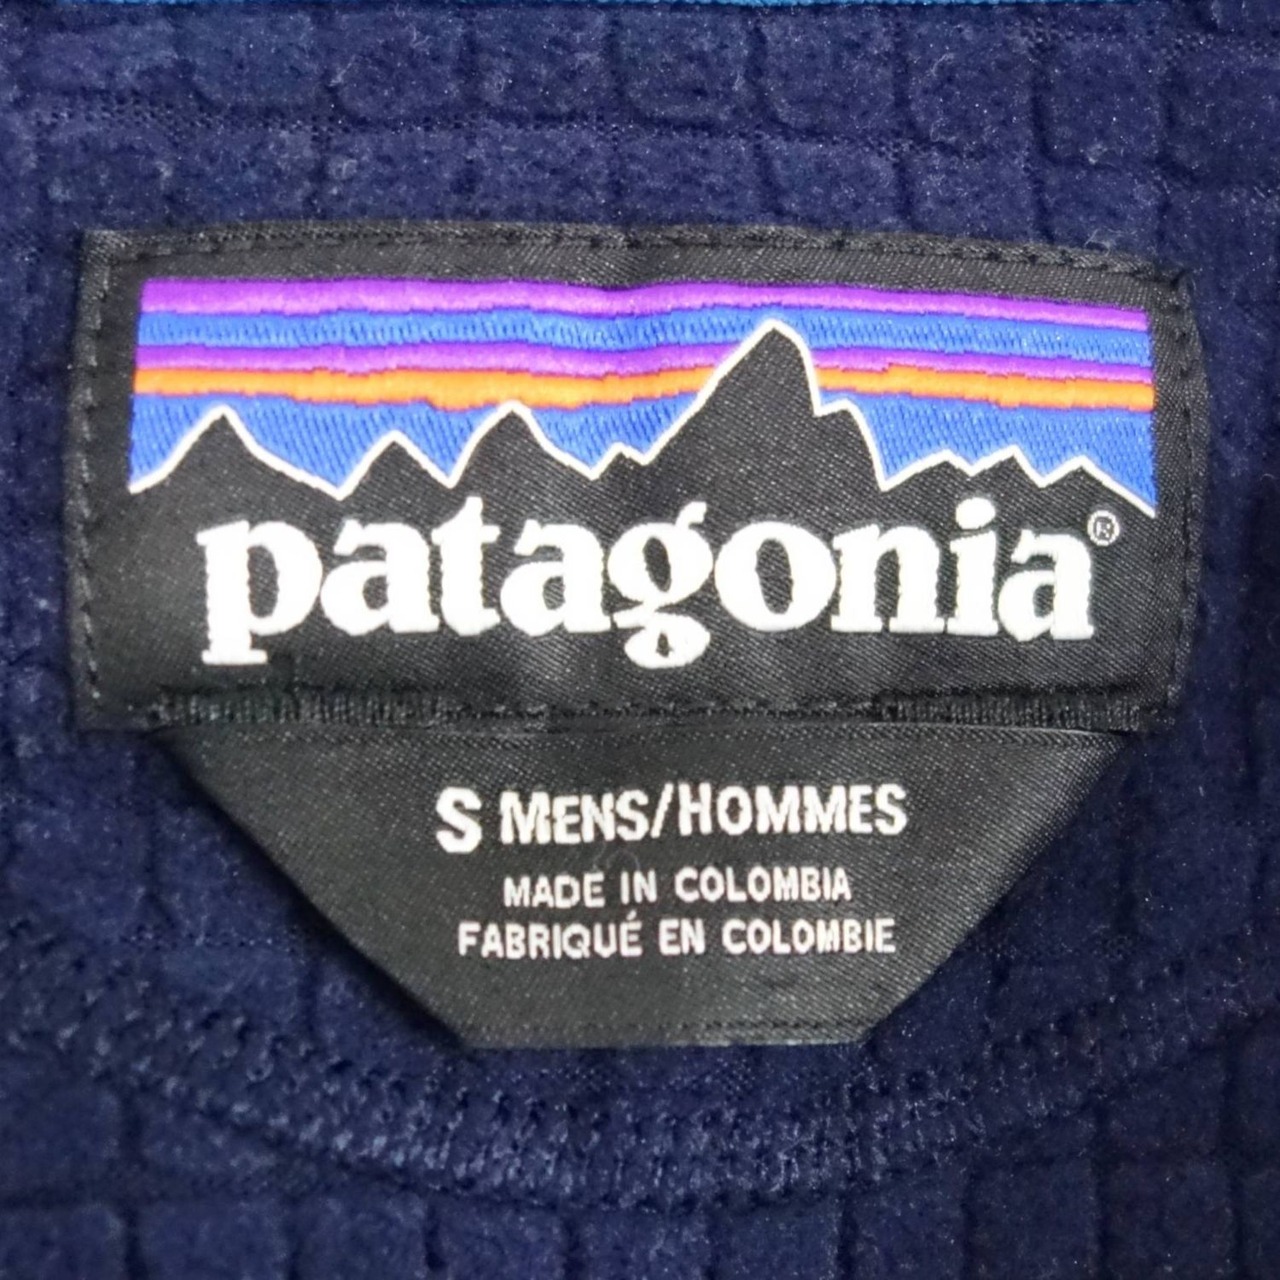 patagonia®
S MENS/HOMMES
MADE IN COLOMBIA
FABRIQUÉ EN COLOMBIE